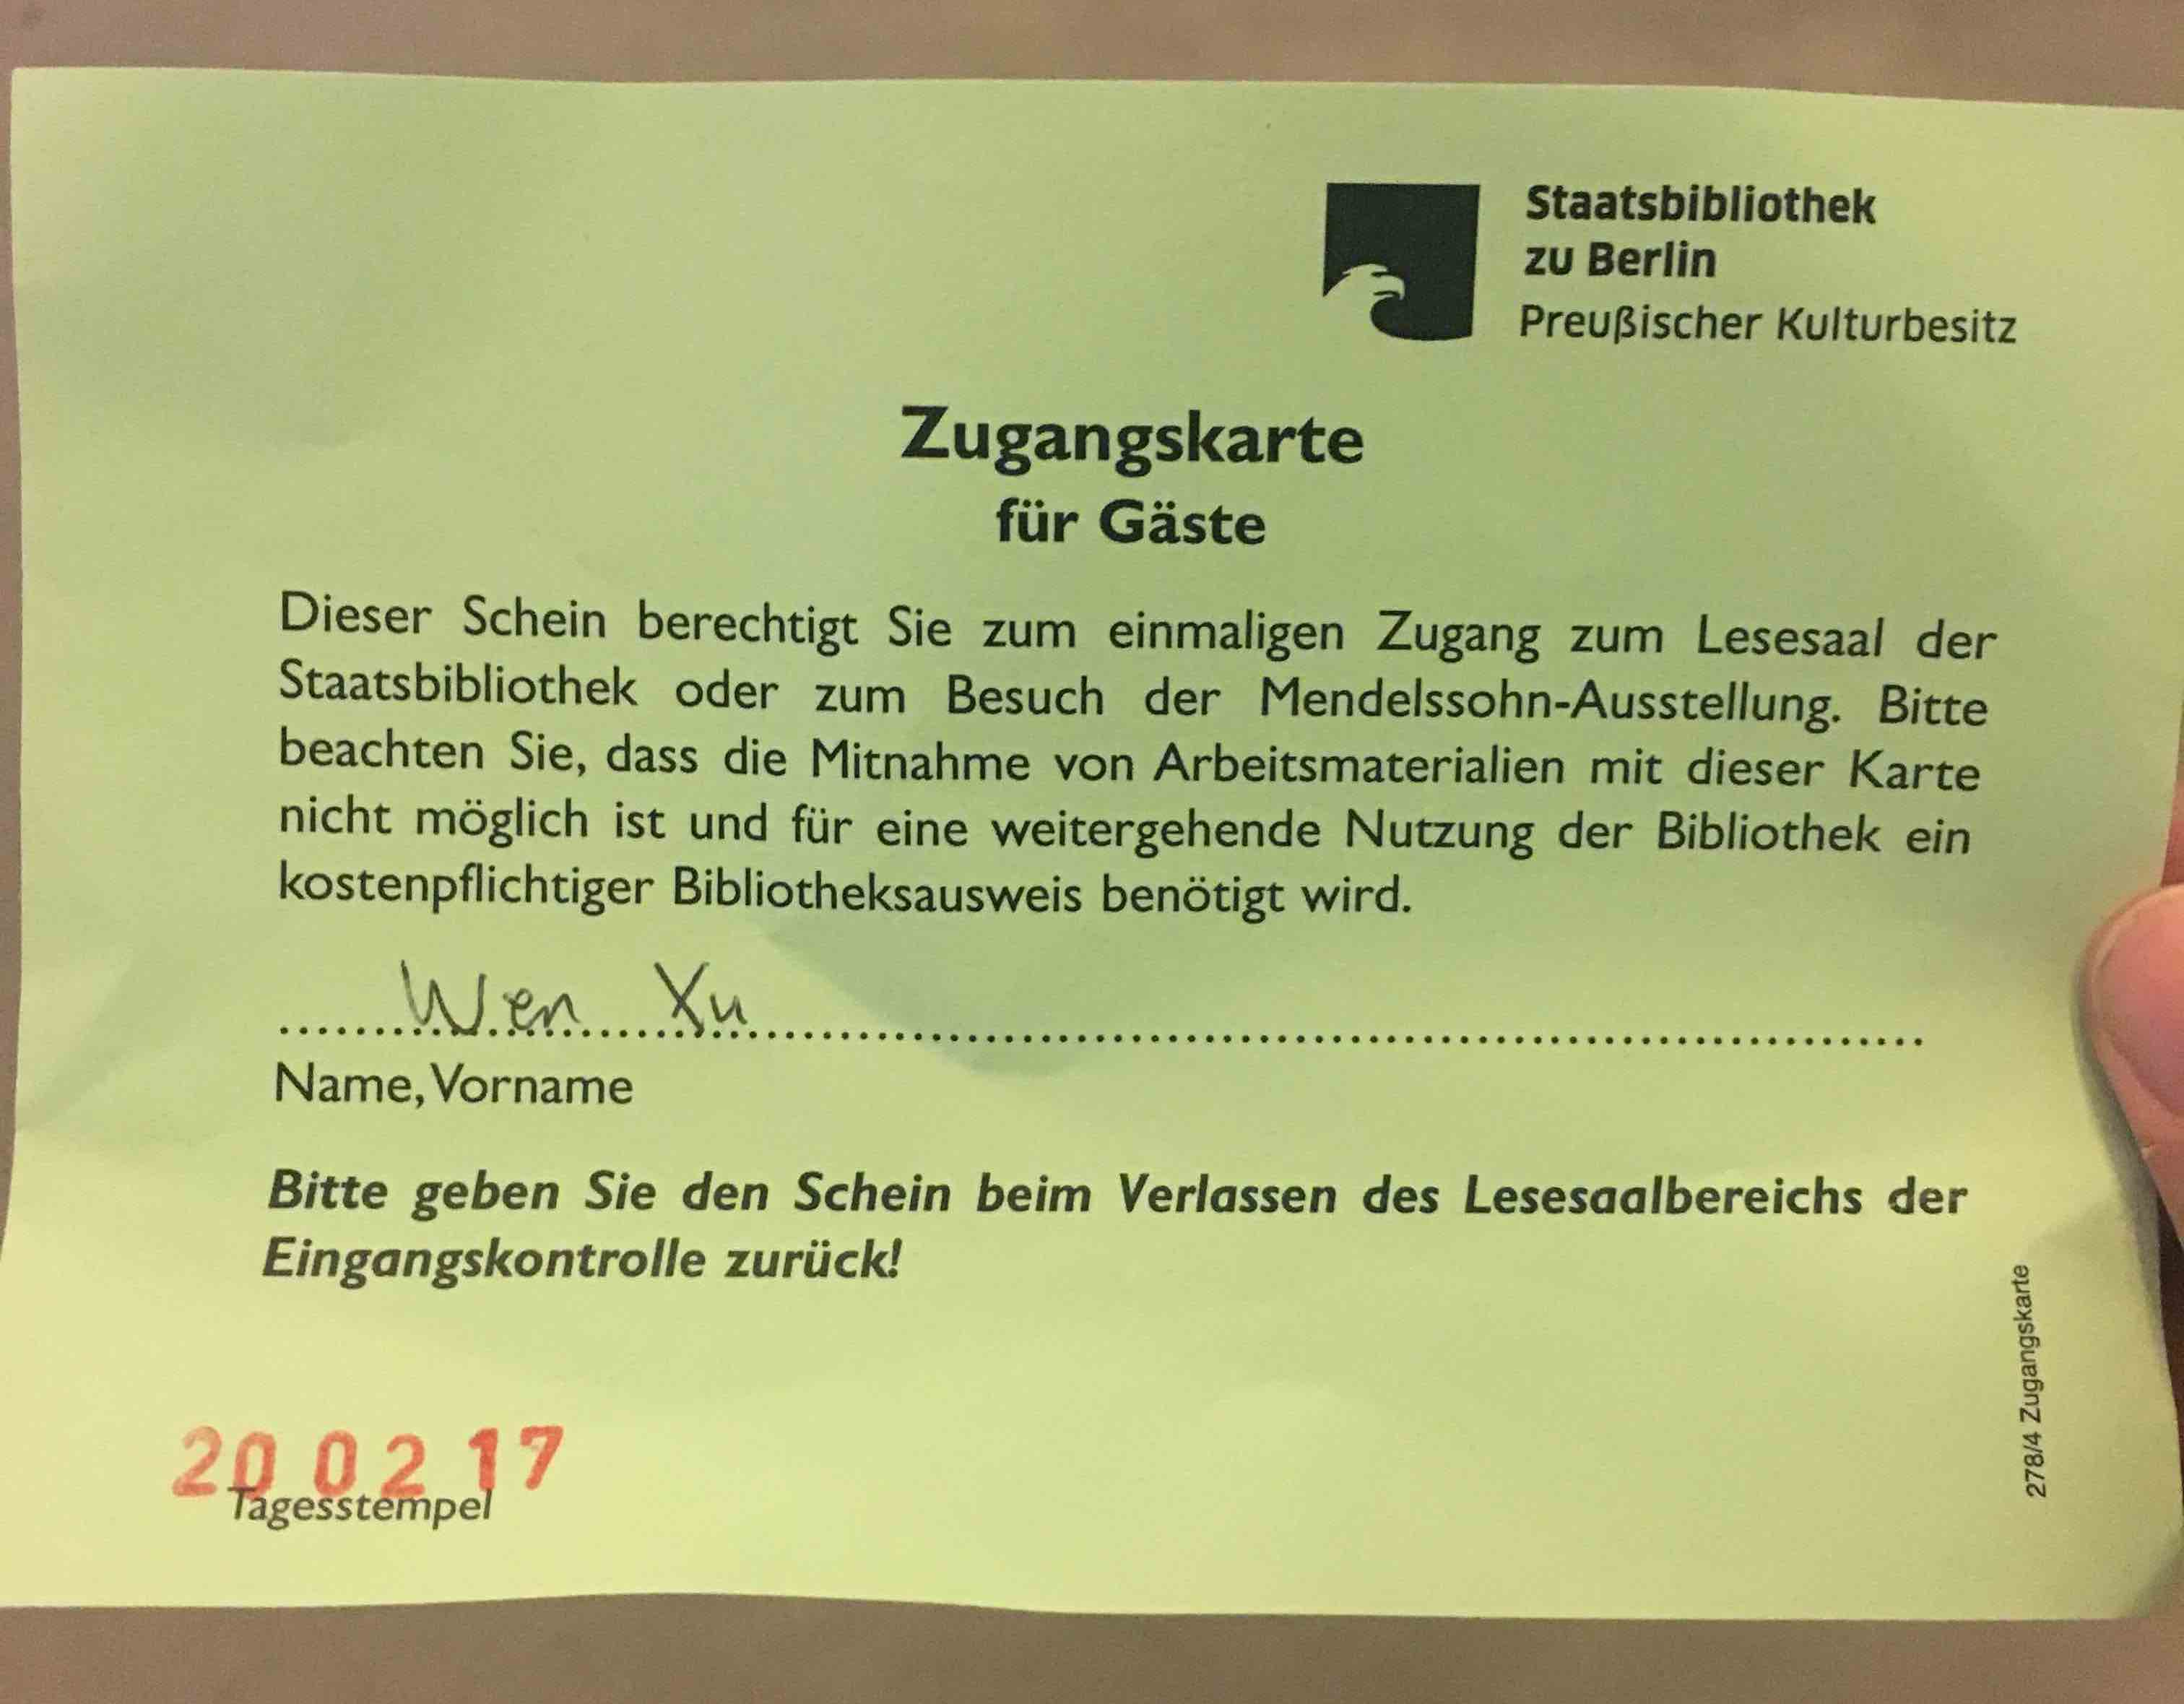 Staatsbibliothek
zu Berlin
Preußischer Kulturbesitz
Zugangskarte
für Gäste
Dieser Schein berechtigt Sie zum einmaligen Zugang zum Lesesaal der
Staatsbibliothek oder zum Besuch der Mendelssohn-Ausstellung. Bitte
beachten Sie, dass die Mitnahme von Arbeitsmaterialien mit dieser Karte
nicht möglich ist und für eine weitergehende Nutzung der Bibliothek ein
kostenpflichtiger Bibliotheksausweis benötigt wird.
Wen Xu
Name, Vorname
Bitte geben Sie den Schein beim Verlassen des Lesesaalbereichs der
Eingangskontrolle zurück!
20 02 17
Tagesstempel
278/4 Zugangskarte